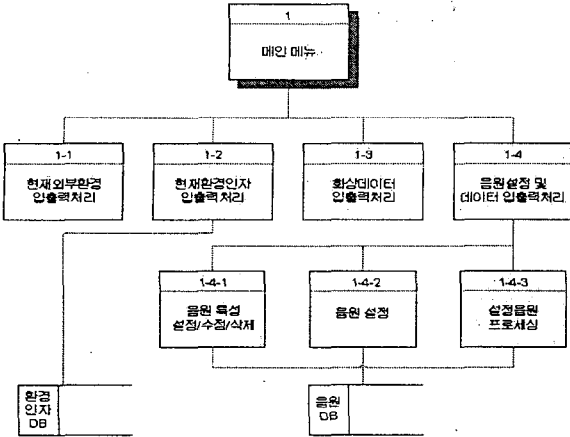 1
메인 메뉴
1-1
현재외부환경
입출력처리
1-2
현재환경인자
입출력처리
1-3
화상데이터
입출력처리
1-4
음원설정 및
데이터 입출력처리
1-4-1
음원 특성
설정/수정/삭제
1-4-2
음원 설정
1-4-3
설정음원
프로세싱
환경
인자
DB
음원
DB